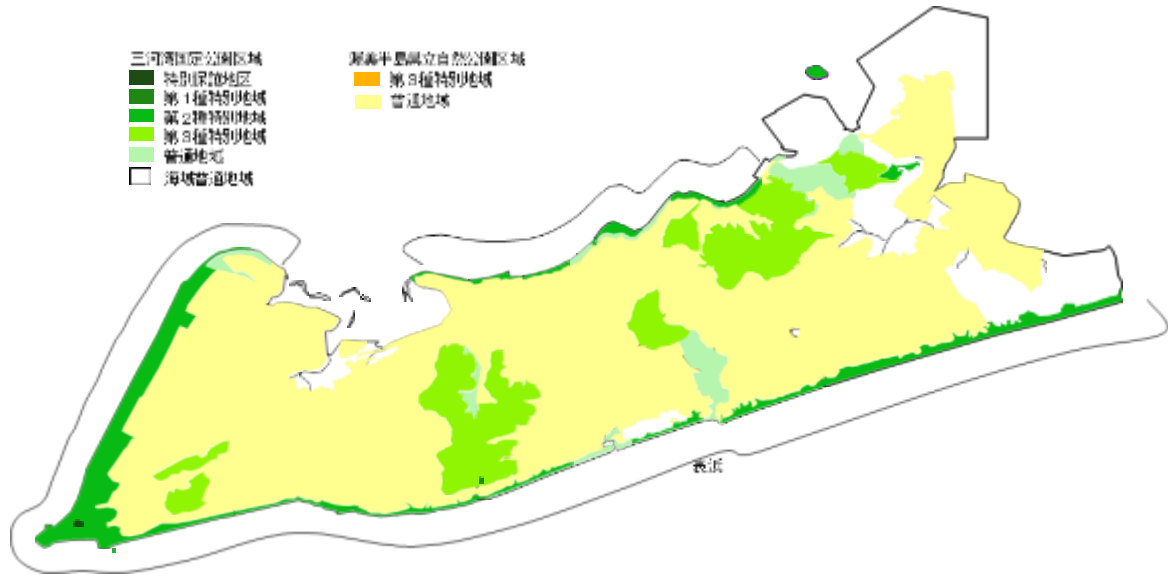 三河湾国定公園区域
特別保護地区
第1種特別地域
第2種特別地域
第3種特別地域
普通地域
海域普通地域
渥美半島県立自然公園区域
第3種特別地域
普通地域
表浜